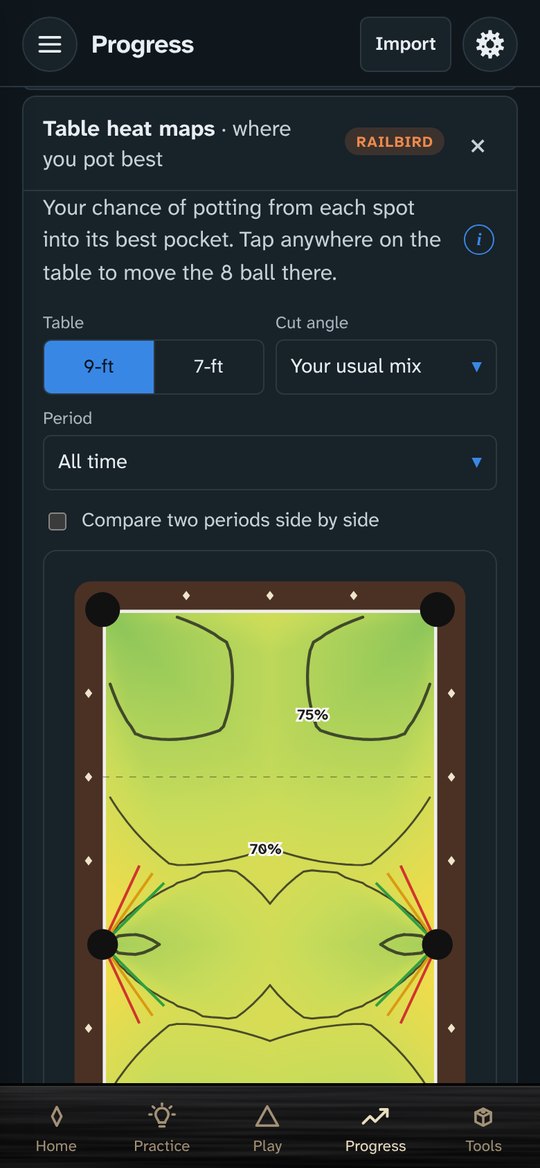 Progress
Import
Table heat maps · where
you pot best
RAILBIRD
×
Your chance of potting from each spot
into its best pocket. Tap anywhere on the
table to move the 8 ball there.
i
Table
Cut angle
9-ft
7-ft
Your usual mix
Period
All time
Compare two periods side by side
75%
70%
Home
Practice
Play
Progress
Tools